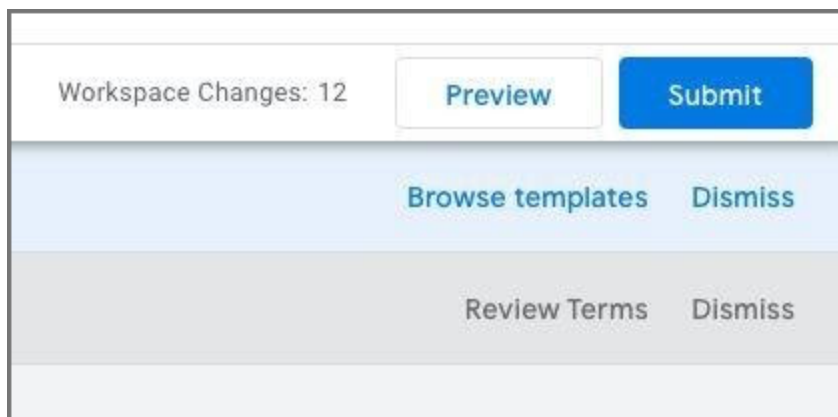 Workspace Changes: 12 Preview Submit
Browse templates Dismiss
Review Terms Dismiss